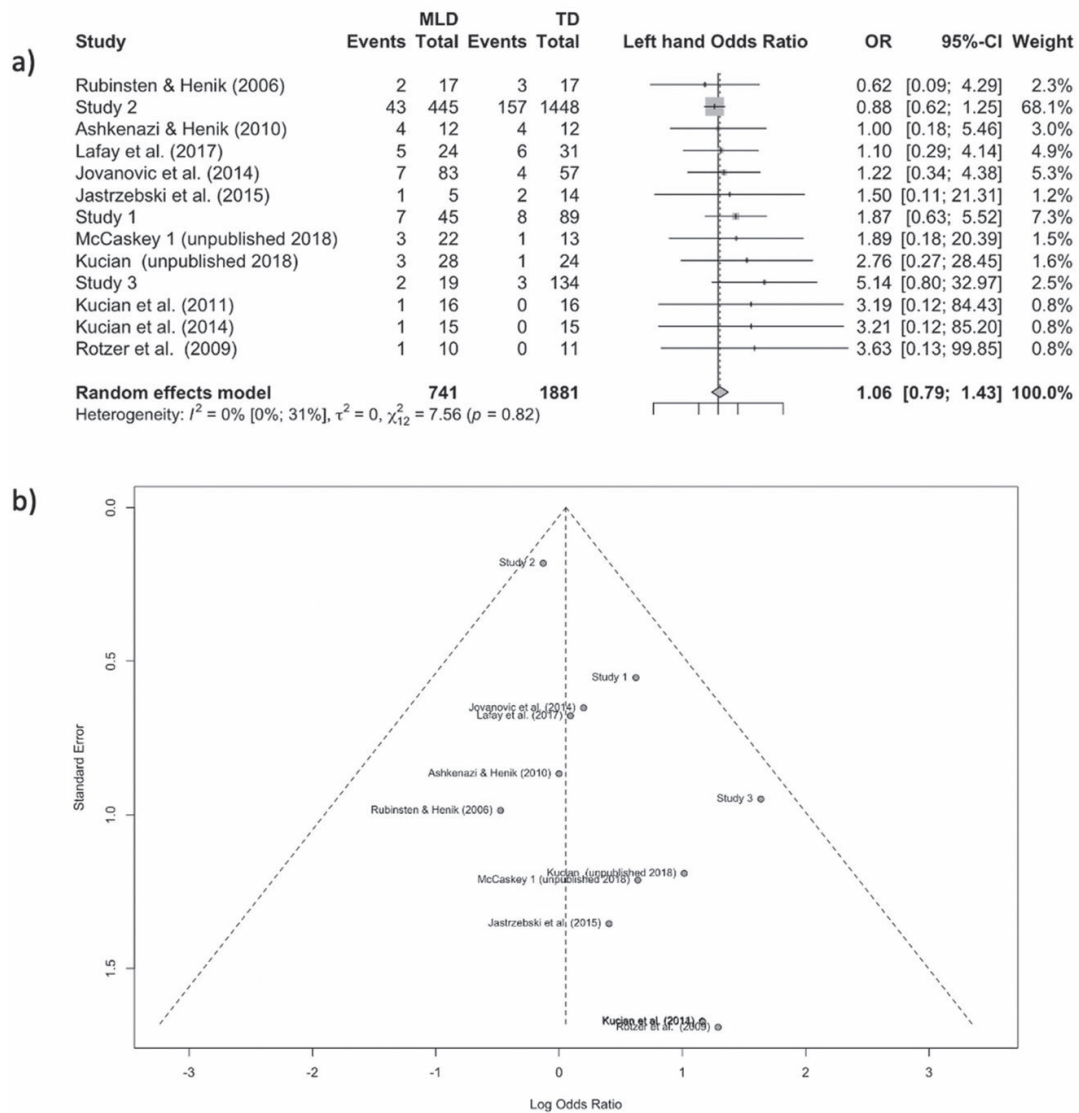 a)
MLD TD
Study Events Total Events Total Left hand Odds Ratio OR 95%-CI Weight
Rubinsten & Henik (2006) 2 17 3 17 0.62 [0.09; 4.29] 2.3%
Study 2 43 445 157 1448 0.88 [0.62; 1.25] 68.1%
Ashkenazi & Henik (2010) 4 12 4 12 1.00 [0.18; 5.46] 3.0%
Lafay et al. (2017) 5 24 6 31 1.10 [0.29; 4.14] 4.9%
Jovanovic et al. (2014) 7 83 4 57 1.22 [0.34; 4.38] 5.3%
Jastrzebski et al. (2015) 1 5 2 14 1.50 [0.11; 21.31] 1.2%
Study 1 7 45 8 89 1.87 [0.63; 5.52] 7.3%
McCaskey 1 (unpublished 2018) 3 22 1 13 1.89 [0.18; 20.39] 1.5%
Kucian (unpublished 2018) 3 28 1 24 2.76 [0.27; 28.45] 1.6%
Study 3 2 19 3 134 5.14 [0.80; 32.97] 2.5%
Kucian et al. (2011) 1 16 0 16 3.19 [0.12; 84.43] 0.8%
Kucian et al. (2014) 1 15 0 15 3.21 [0.12; 85.20] 0.8%
Rotzer et al. (2009) 1 10 0 11 3.63 [0.13; 99.85] 0.8%
Random effects model 741 1881 1.06 [0.79; 1.43] 100.0%
Heterogeneity: I² = 0% [0%; 31%], τ² = 0, χ²₁₂ = 7.56 (p = 0.82)
b)
0.0
Study 2
0.5
Study 1
Jovanovic et al. (2014)
Lafay et al. (2017)
Ashkenazi & Henik (2010)
Standard Error
Study 3
1.0
Rubinsten & Henik (2006)
Kucian (unpublished 2018)
McCaskey 1 (unpublished 2018)
Jastrzebski et al. (2015)
1.5
Kucian et al.
Rotzer et al. (2009)
-3 -2 -1 0 1 2 3
Log Odds Ratio